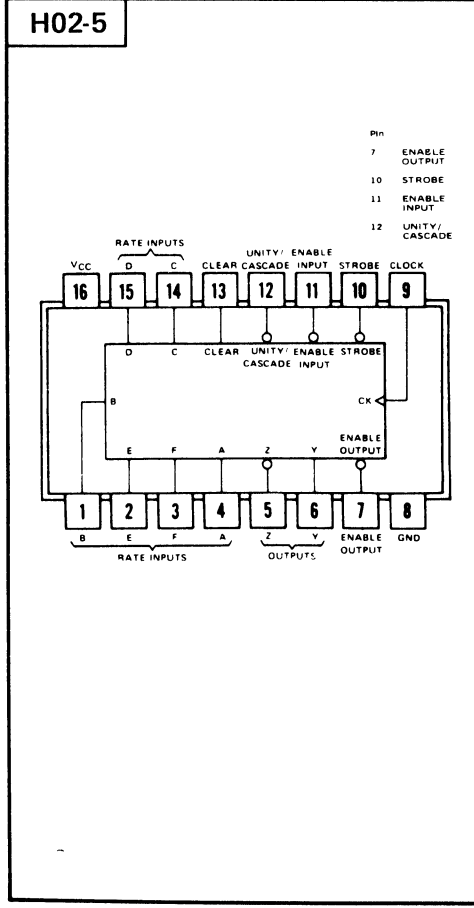 H02-5
Pin
7 ENABLE
OUTPUT
10 STROBE
11 ENABLE
INPUT
12 UNITY/
CASCADE
RATE INPUTS
UNITY/ ENABLE
VCC D C CLEAR CASCADE INPUT STROBE CLOCK
16 15 14 13 12 11 10 9
D C CLEAR UNITY/ ENABLE STROBE
CASCADE INPUT
B CK
ENABLE
E F A Z Y OUTPUT
1 2 3 4 5 6 7 8
B E F A Z Y ENABLE GND
RATE INPUTS OUTPUTS OUTPUT